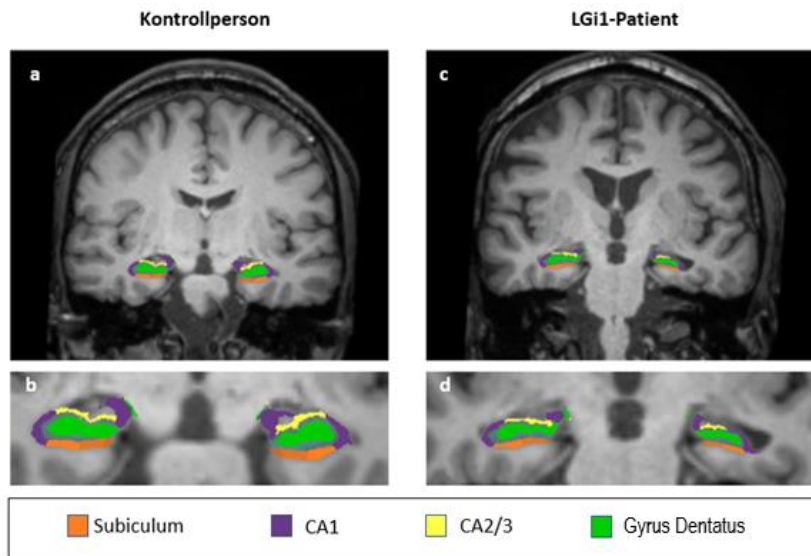 Kontrollperson
LGi1-Patient
a
c
b
d
Subiculum
CA1
CA2/3
Gyrus Dentatus